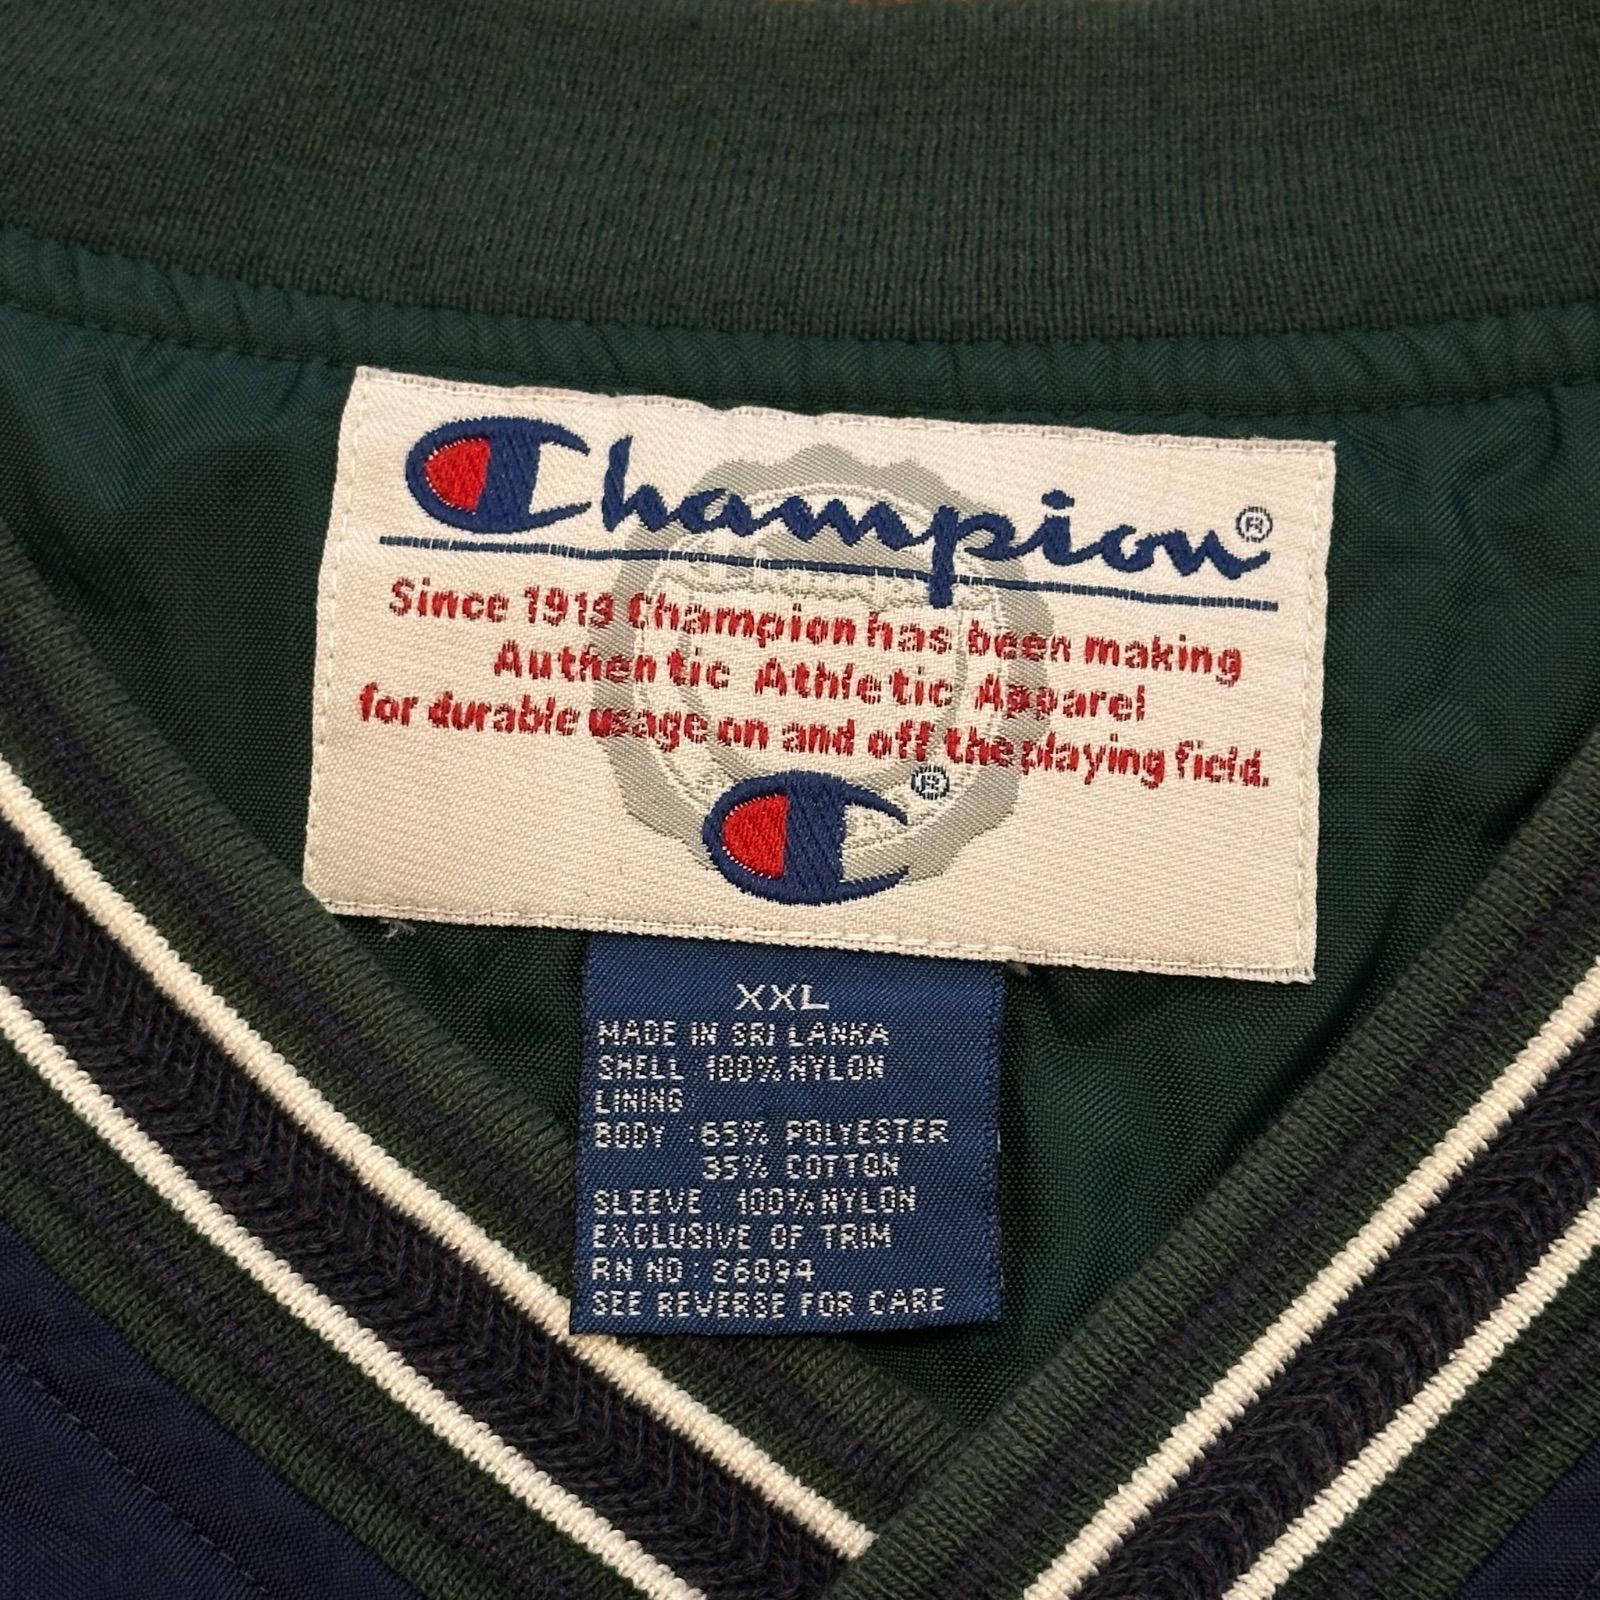 Champion®
Since 1919 Champion has been making
Authentic Athletic Apparel
for durable usage on and off the playing field.
®
XXL
MADE IN SRI LANKA
SHELL 100% NYLON
LINING
BODY : 65% POLYESTER
35% COTTON
SLEEVE : 100% NYLON
EXCLUSIVE OF TRIM
RN NO : 26094
SEE REVERSE FOR CARE